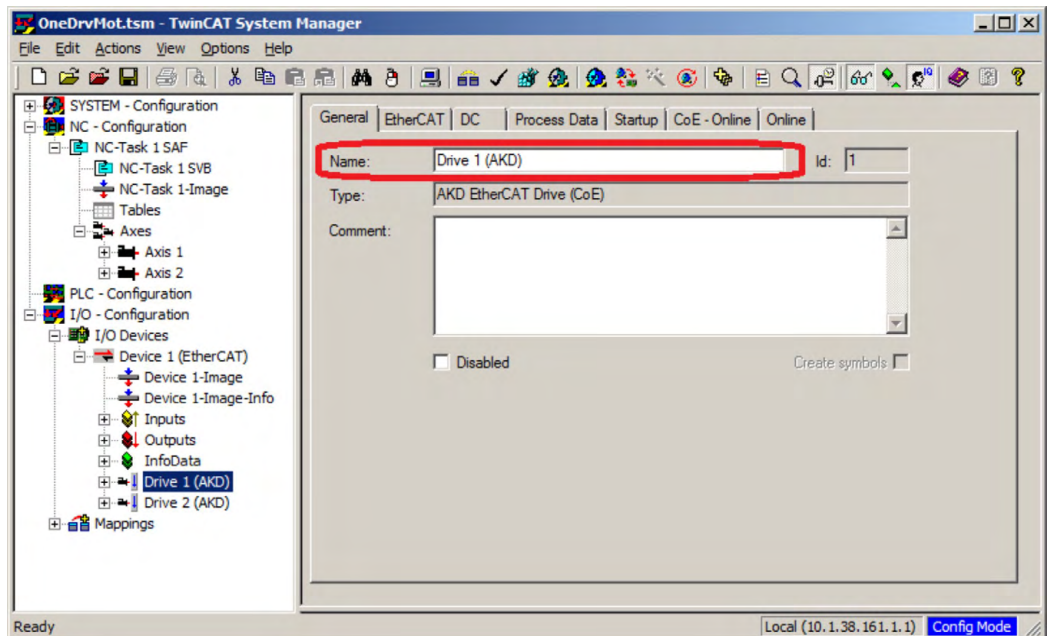 OneDrvMot.tsm - TwinCAT System Manager
File Edit Actions View Options Help
SYSTEM - Configuration
NC - Configuration
NC-Task 1 SAF
NC-Task 1 SVB
NC-Task 1-Image
Tables
Axes
Axis 1
Axis 2
PLC - Configuration
I/O - Configuration
I/O Devices
Device 1 (EtherCAT)
Device 1-Image
Device 1-Image-Info
Inputs
Outputs
InfoData
Drive 1 (AKD)
Drive 2 (AKD)
Mappings
General EtherCAT DC Process Data Startup CoE - Online Online
Name: Drive 1 (AKD) Id: 1
Type: AKD EtherCAT Drive (CoE)
Comment:
Disabled Create symbols
Ready Local (10.1.38.161.1.1) Config Mode